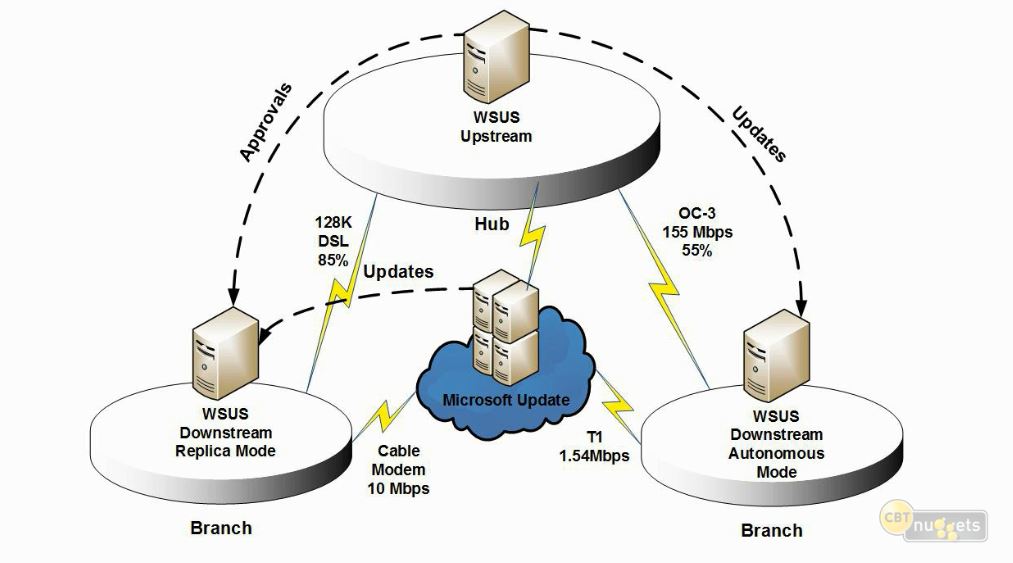 WSUS
Upstream
Approvals
Updates
Hub
128K
DSL
85%
OC-3
155 Mbps
55%
Updates
Microsoft Update
WSUS
Downstream
Replica Mode
Cable
Modem
10 Mbps
T1
1.54Mbps
WSUS
Downstream
Autonomous
Mode
Branch
Branch
CBT
nuggets